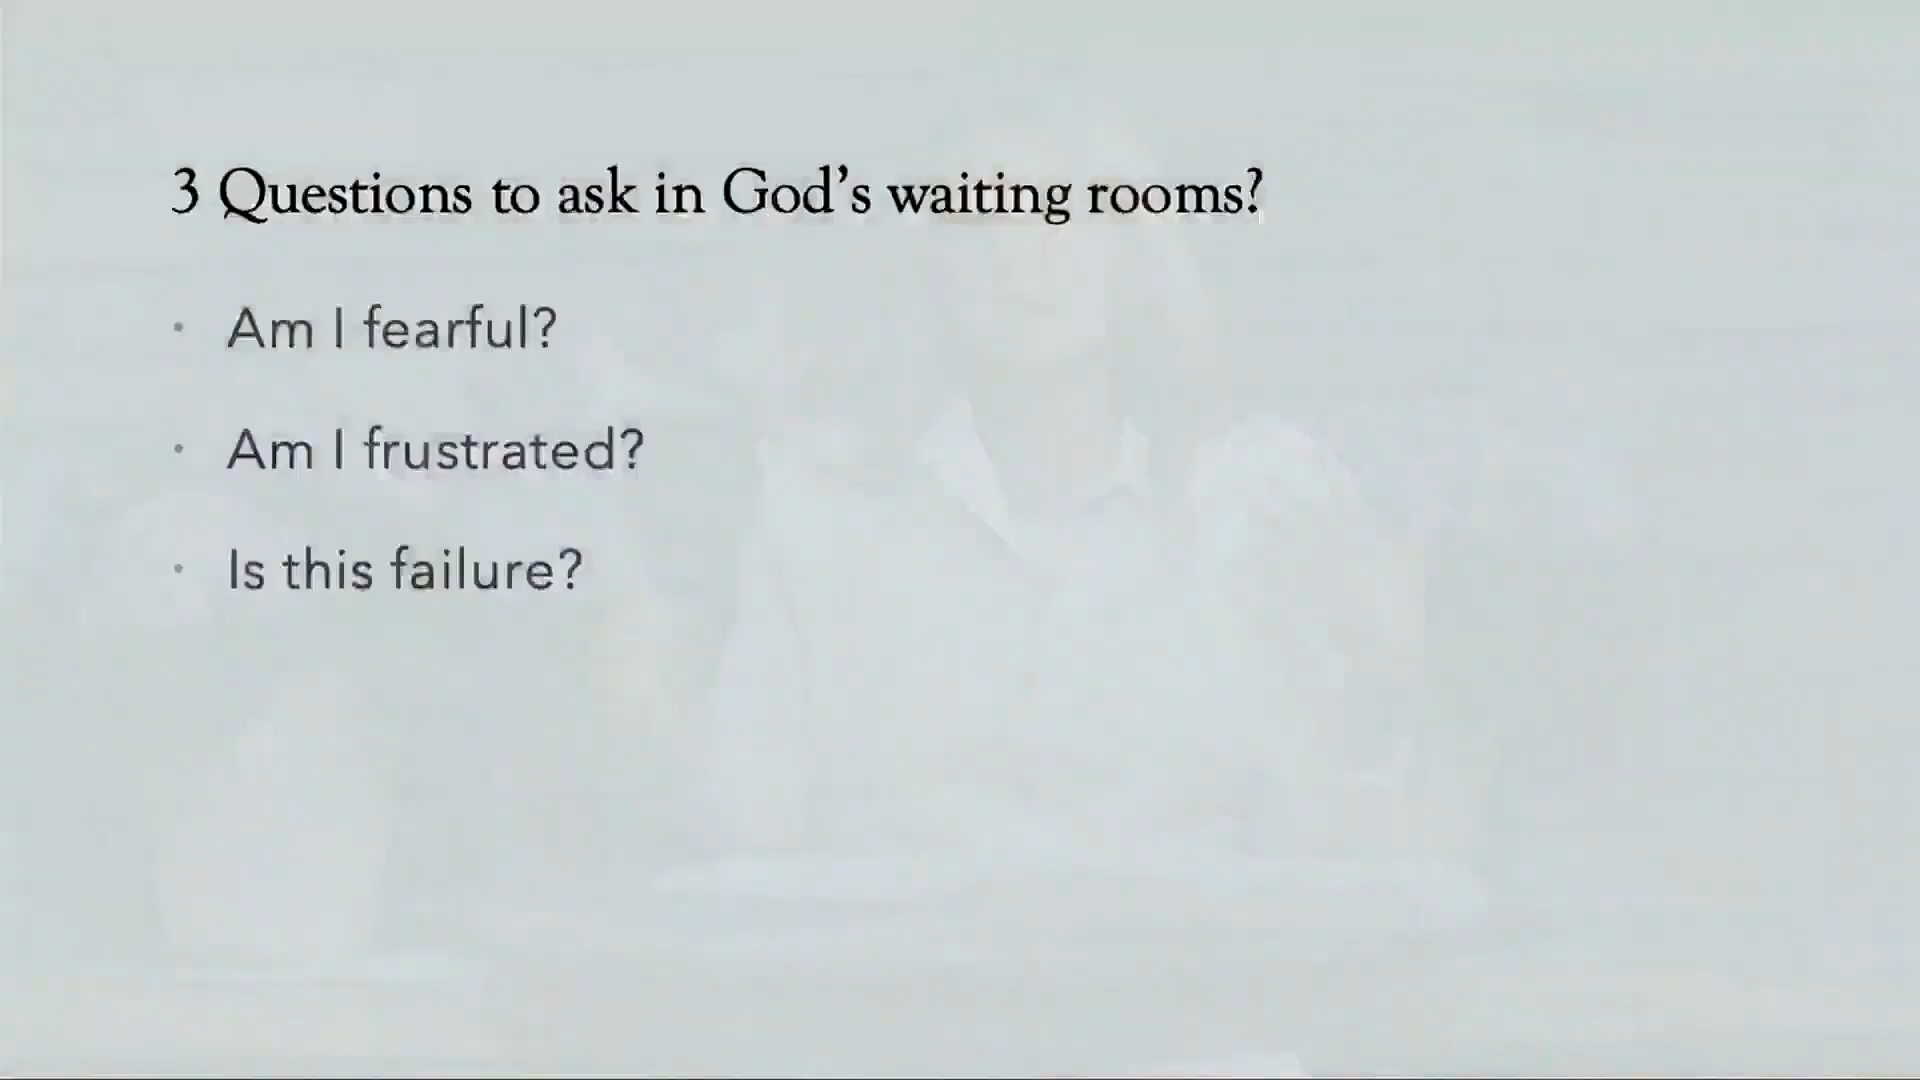 3 Questions to ask in God's waiting rooms?
• Am I fearful?
• Am I frustrated?
• Is this failure?